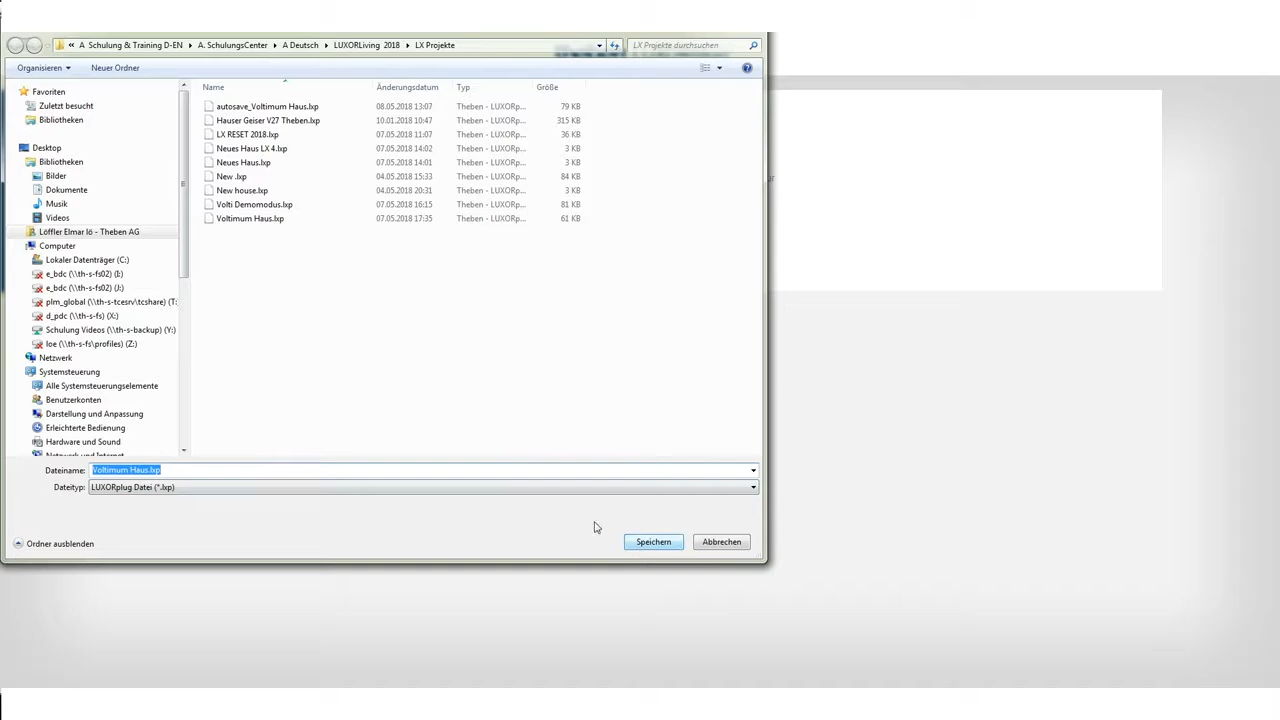 « A Schulung & Training D-EN ▸ A. SchulungsCenter ▸ A Deutsch ▸ LUXORLiving 2018 ▸ LX Projekte
LX Projekte durchsuchen
Organisieren
Neuer Ordner
Name
Änderungsdatum
Typ
Größe
autosave_Voltimum Haus.lxp 08.05.2018 13:07 Theben - LUXORp... 79 KB
Hauser Geiser V27 Theben.lxp 10.01.2018 10:47 Theben - LUXORp... 315 KB
LX RESET 2018.lxp 07.05.2018 11:07 Theben - LUXORp... 36 KB
Neues Haus LX 4.lxp 07.05.2018 14:02 Theben - LUXORp... 3 KB
Neues Haus.lxp 07.05.2018 14:01 Theben - LUXORp... 3 KB
New .lxp 04.05.2018 15:33 Theben - LUXORp... 84 KB
New house.lxp 04.05.2018 20:31 Theben - LUXORp... 3 KB
Volti Demomodus.lxp 07.05.2018 16:15 Theben - LUXORp... 81 KB
Voltimum Haus.lxp 07.05.2018 17:35 Theben - LUXORp... 61 KB
Favoriten
Zuletzt besucht
Bibliotheken
Desktop
Bibliotheken
Bilder
Dokumente
Musik
Videos
Löffler Elmar lö - Theben AG
Computer
Lokaler Datenträger (C:)
e_bdc (\\th-s-fs02) (I:)
e_bdc (\\th-s-fs02) (J:)
plm_global (\\th-s-tcesrv\tcshare) (T:
d_pdc (\\th-s-fs) (X:)
Schulung Videos (\\th-s-backup) (Y:)
loe (\\th-s-fs\profiles) (Z:)
Netzwerk
Systemsteuerung
Alle Systemsteuerungselemente
Benutzerkonten
Darstellung und Anpassung
Erleichterte Bedienung
Hardware und Sound
Netzwerk und Internet
Dateiname: Voltimum Haus.lxp
Dateityp: LUXORplug Datei (*.lxp)
Ordner ausblenden
Speichern
Abbrechen